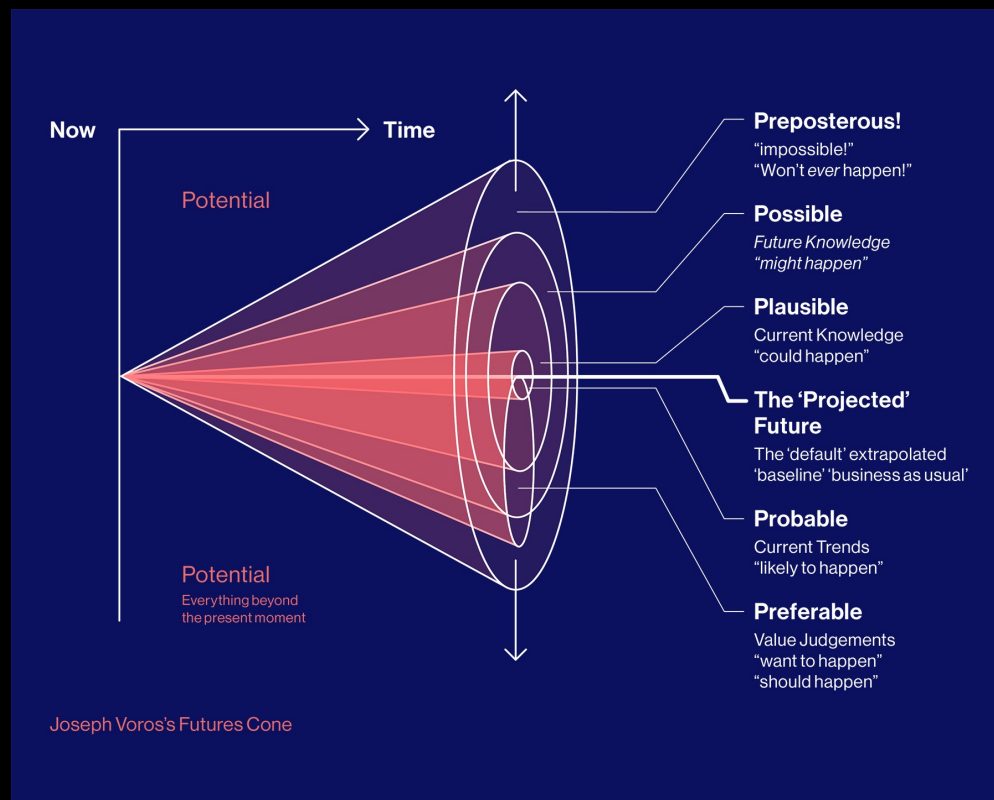 Now
Time
Potential
Potential
Everything beyond
the present moment
Preposterous!
“impossible!”
“Won’t ever happen!”
Possible
Future Knowledge
“might happen”
Plausible
Current Knowledge
“could happen”
The ‘Projected’
Future
The ‘default’ extrapolated
‘baseline’ ‘business as usual’
Probable
Current Trends
“likely to happen”
Preferable
Value Judgements
“want to happen”
“should happen”
Joseph Voros’s Futures Cone